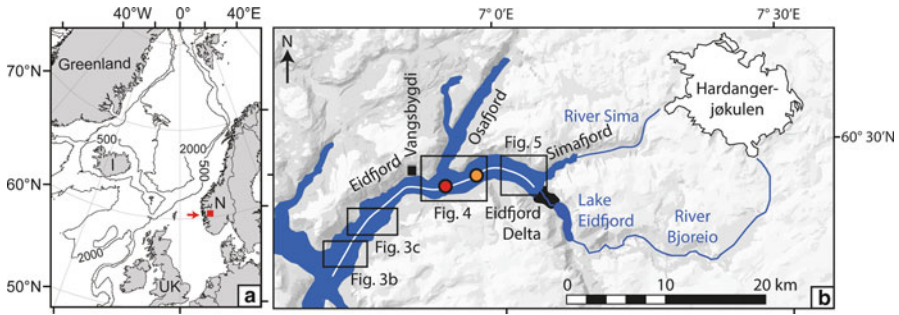 40°W
0°
40°E
70°N
60°N
50°N
Greenland
500
I
2000
500
N
2000
UK
a
7°0'E
7°30'E
60°30'N
N
Vangsbygdi
Osafjord
Eidfjord
Fig. 5
Simafjord
River Sima
Hardanger-
jøkulen
Fig. 4
Eidfjord
Delta
Lake
Eidfjord
River
Bjoreio
Fig. 3c
Fig. 3b
0
10
20 km
b